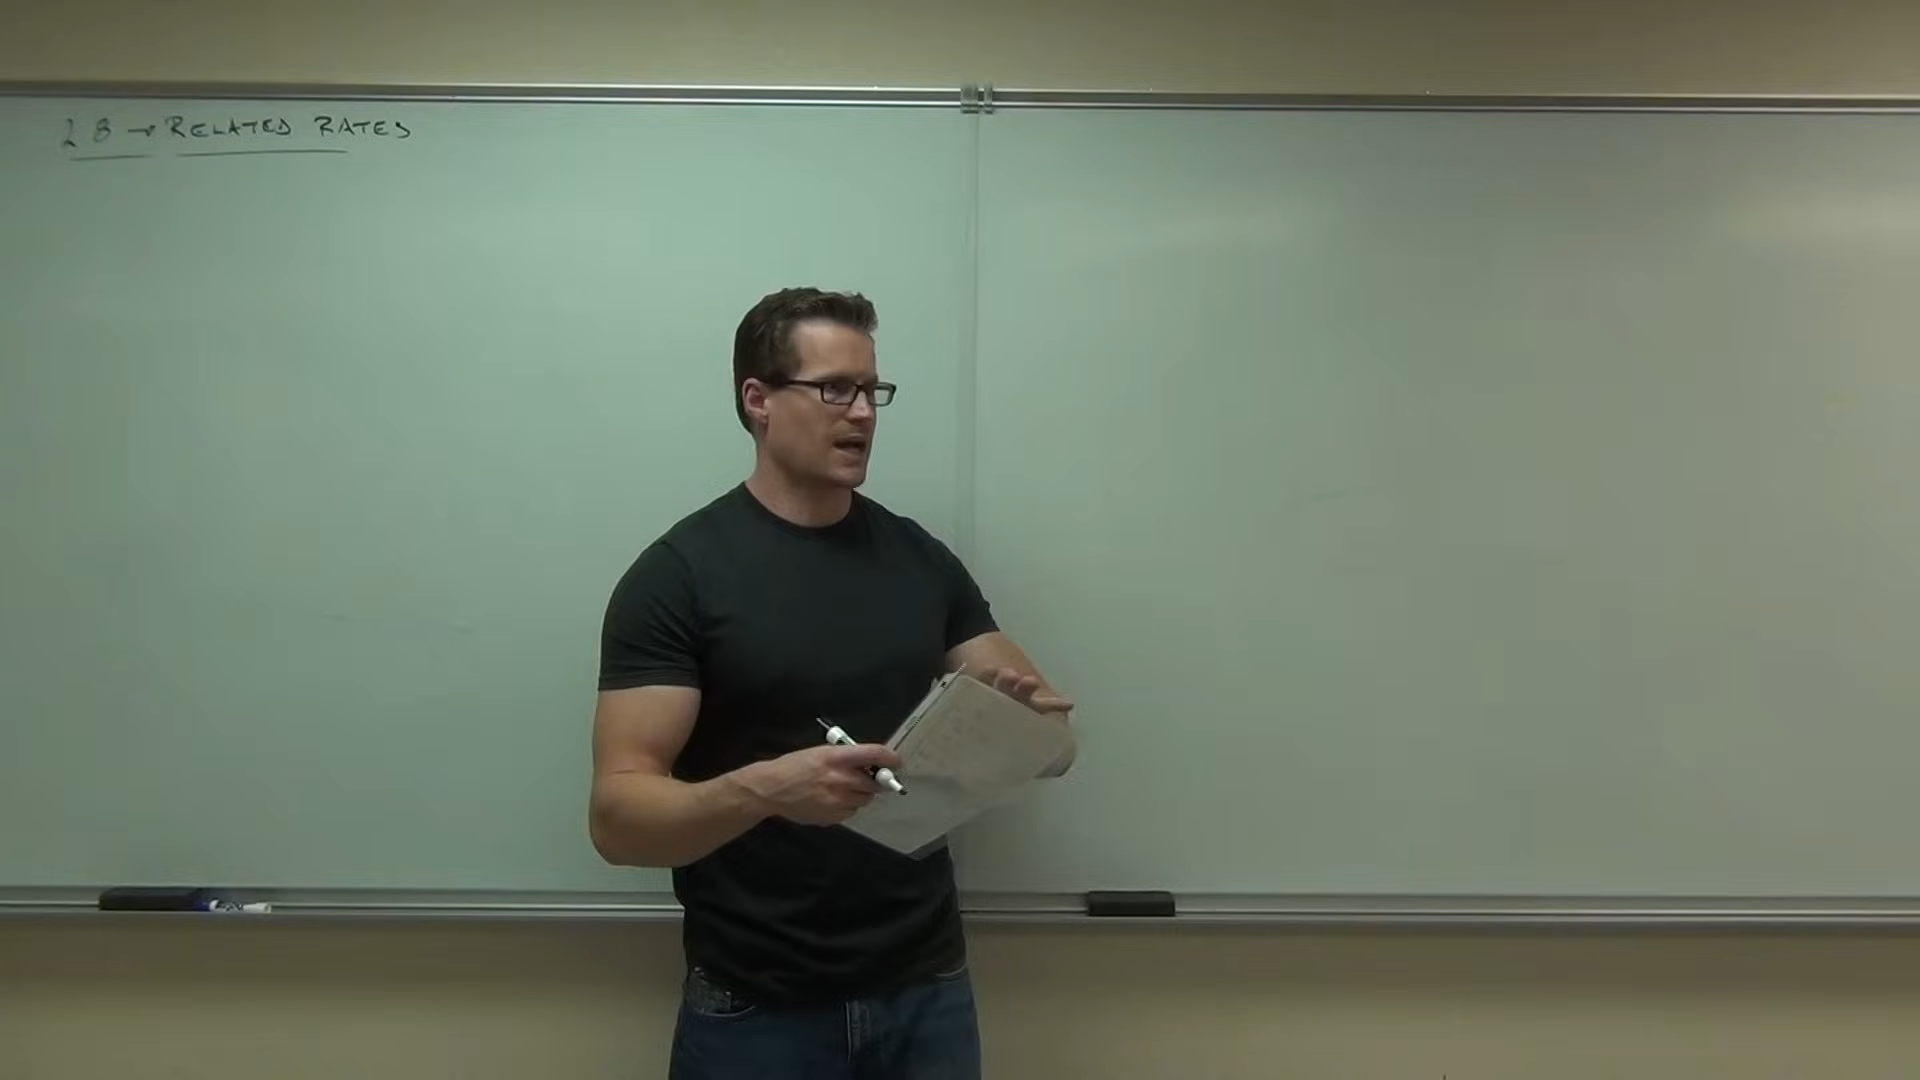 2 8 → RELATED RATES